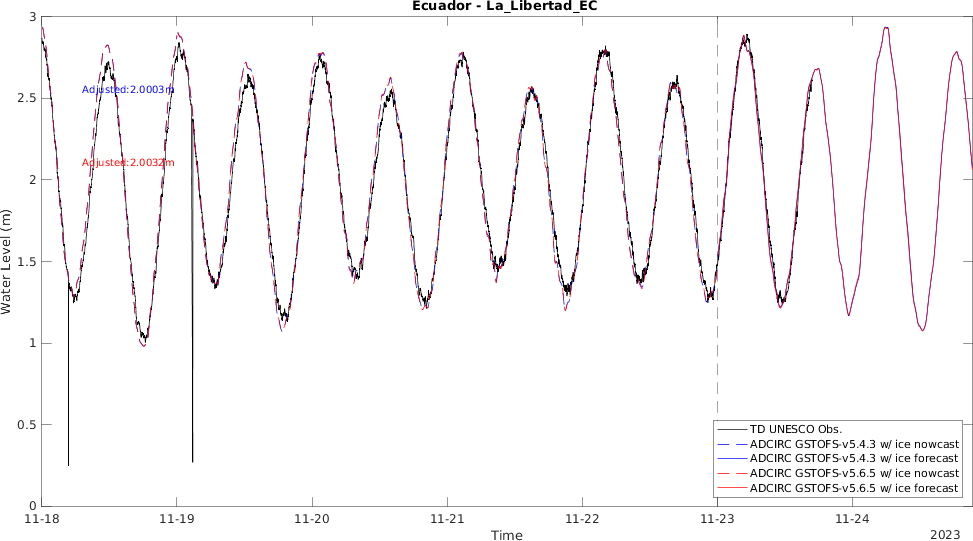 Ecuador - La_Libertad_EC
3
2.5
2
1.5
1
0.5
0
Water Level (m)
Adjusted:2.0003m
Adjusted:2.0032m
TD UNESCO Obs.
ADCIRC GSTOFS-v5.4.3 w/ ice nowcast
ADCIRC GSTOFS-v5.4.3 w/ ice forecast
ADCIRC GSTOFS-v5.6.5 w/ ice nowcast
ADCIRC GSTOFS-v5.6.5 w/ ice forecast
11-18 11-19 11-20 11-21 11-22 11-23 11-24
Time
2023